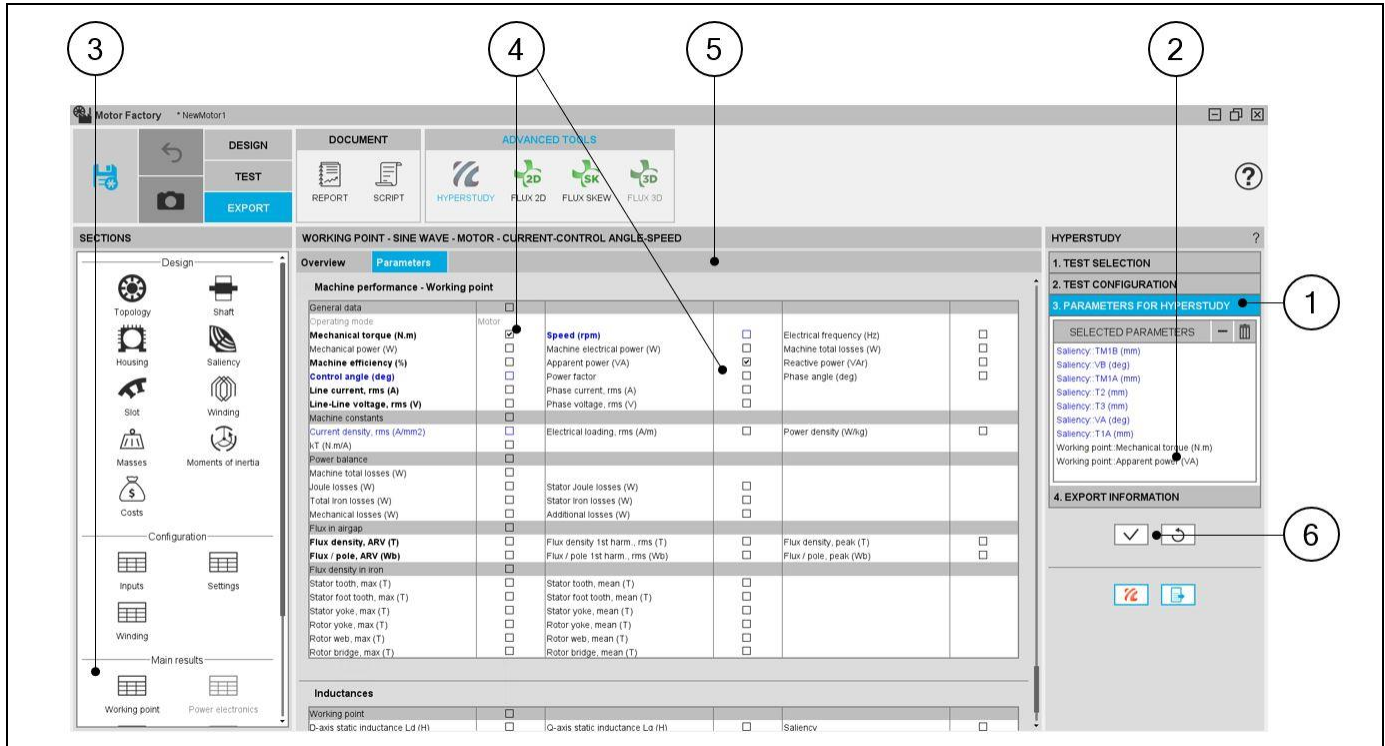 3
4
5
2
Motor Factory * NewMotor1
DESIGN
TEST
EXPORT
DOCUMENT
REPORT SCRIPT
ADVANCED TOOLS
HYPERSTUDY FLUX 2D FLUX SKEW FLUX 3D
2D SK 3D
?
SECTIONS
Design
Topology Shaft
Housing Saliency
Slot Winding
Masses Moments of inertia
$
Costs
Configuration
Inputs Settings
Winding
Main results
Working point Power electronics
WORKING POINT - SINE WAVE - MOTOR - CURRENT-CONTROL ANGLE-SPEED
Overview Parameters
Machine performance - Working point
General data
Operating mode Motor
Mechanical torque (N.m) Speed (rpm) Electrical frequency (Hz)
Mechanical power (W) Machine electrical power (W) Machine total losses (W)
Machine efficiency (%) Apparent power (VA) Reactive power (VAr)
Control angle (deg) Power factor Phase angle (deg)
Line current, rms (A) Phase current, rms (A)
Line-Line voltage, rms (V) Phase voltage, rms (V)
Machine constants
Current density, rms (A/mm2) Electrical loading, rms (A/m) Power density (W/kg)
kT (N.m/A)
Power balance
Machine total losses (W)
Joule losses (W) Stator Joule losses (W)
Total Iron losses (W) Stator Iron losses (W)
Mechanical losses (W) Additional losses (W)
Flux in airgap
Flux density, ARV (T) Flux density 1st harm., rms (T) Flux density, peak (T)
Flux / pole, ARV (Wb) Flux / pole 1st harm., rms (Wb) Flux / pole, peak (Wb)
Flux density in iron
Stator tooth, max (T) Stator tooth, mean (T)
Stator foot tooth, max (T) Stator foot tooth, mean (T)
Stator yoke, max (T) Stator yoke, mean (T)
Rotor yoke, max (T) Rotor yoke, mean (T)
Rotor web, max (T) Rotor web, mean (T)
Rotor bridge, max (T) Rotor bridge, mean (T)
Inductances
Working point
D-axis static inductance Ld (H) Q-axis static inductance Lq (H) Saliency
HYPERSTUDY ?
1. TEST SELECTION
2. TEST CONFIGURATION
3. PARAMETERS FOR HYPERSTUDY
1
SELECTED PARAMETERS
Saliency::TM1B (mm)
Saliency::VB (deg)
Saliency::TM1A (mm)
Saliency::T2 (mm)
Saliency::T3 (mm)
Saliency::VA (deg)
Saliency::T1A (mm)
Working point::Mechanical torque (N.m)
Working point::Apparent power (VA)
4. EXPORT INFORMATION
6